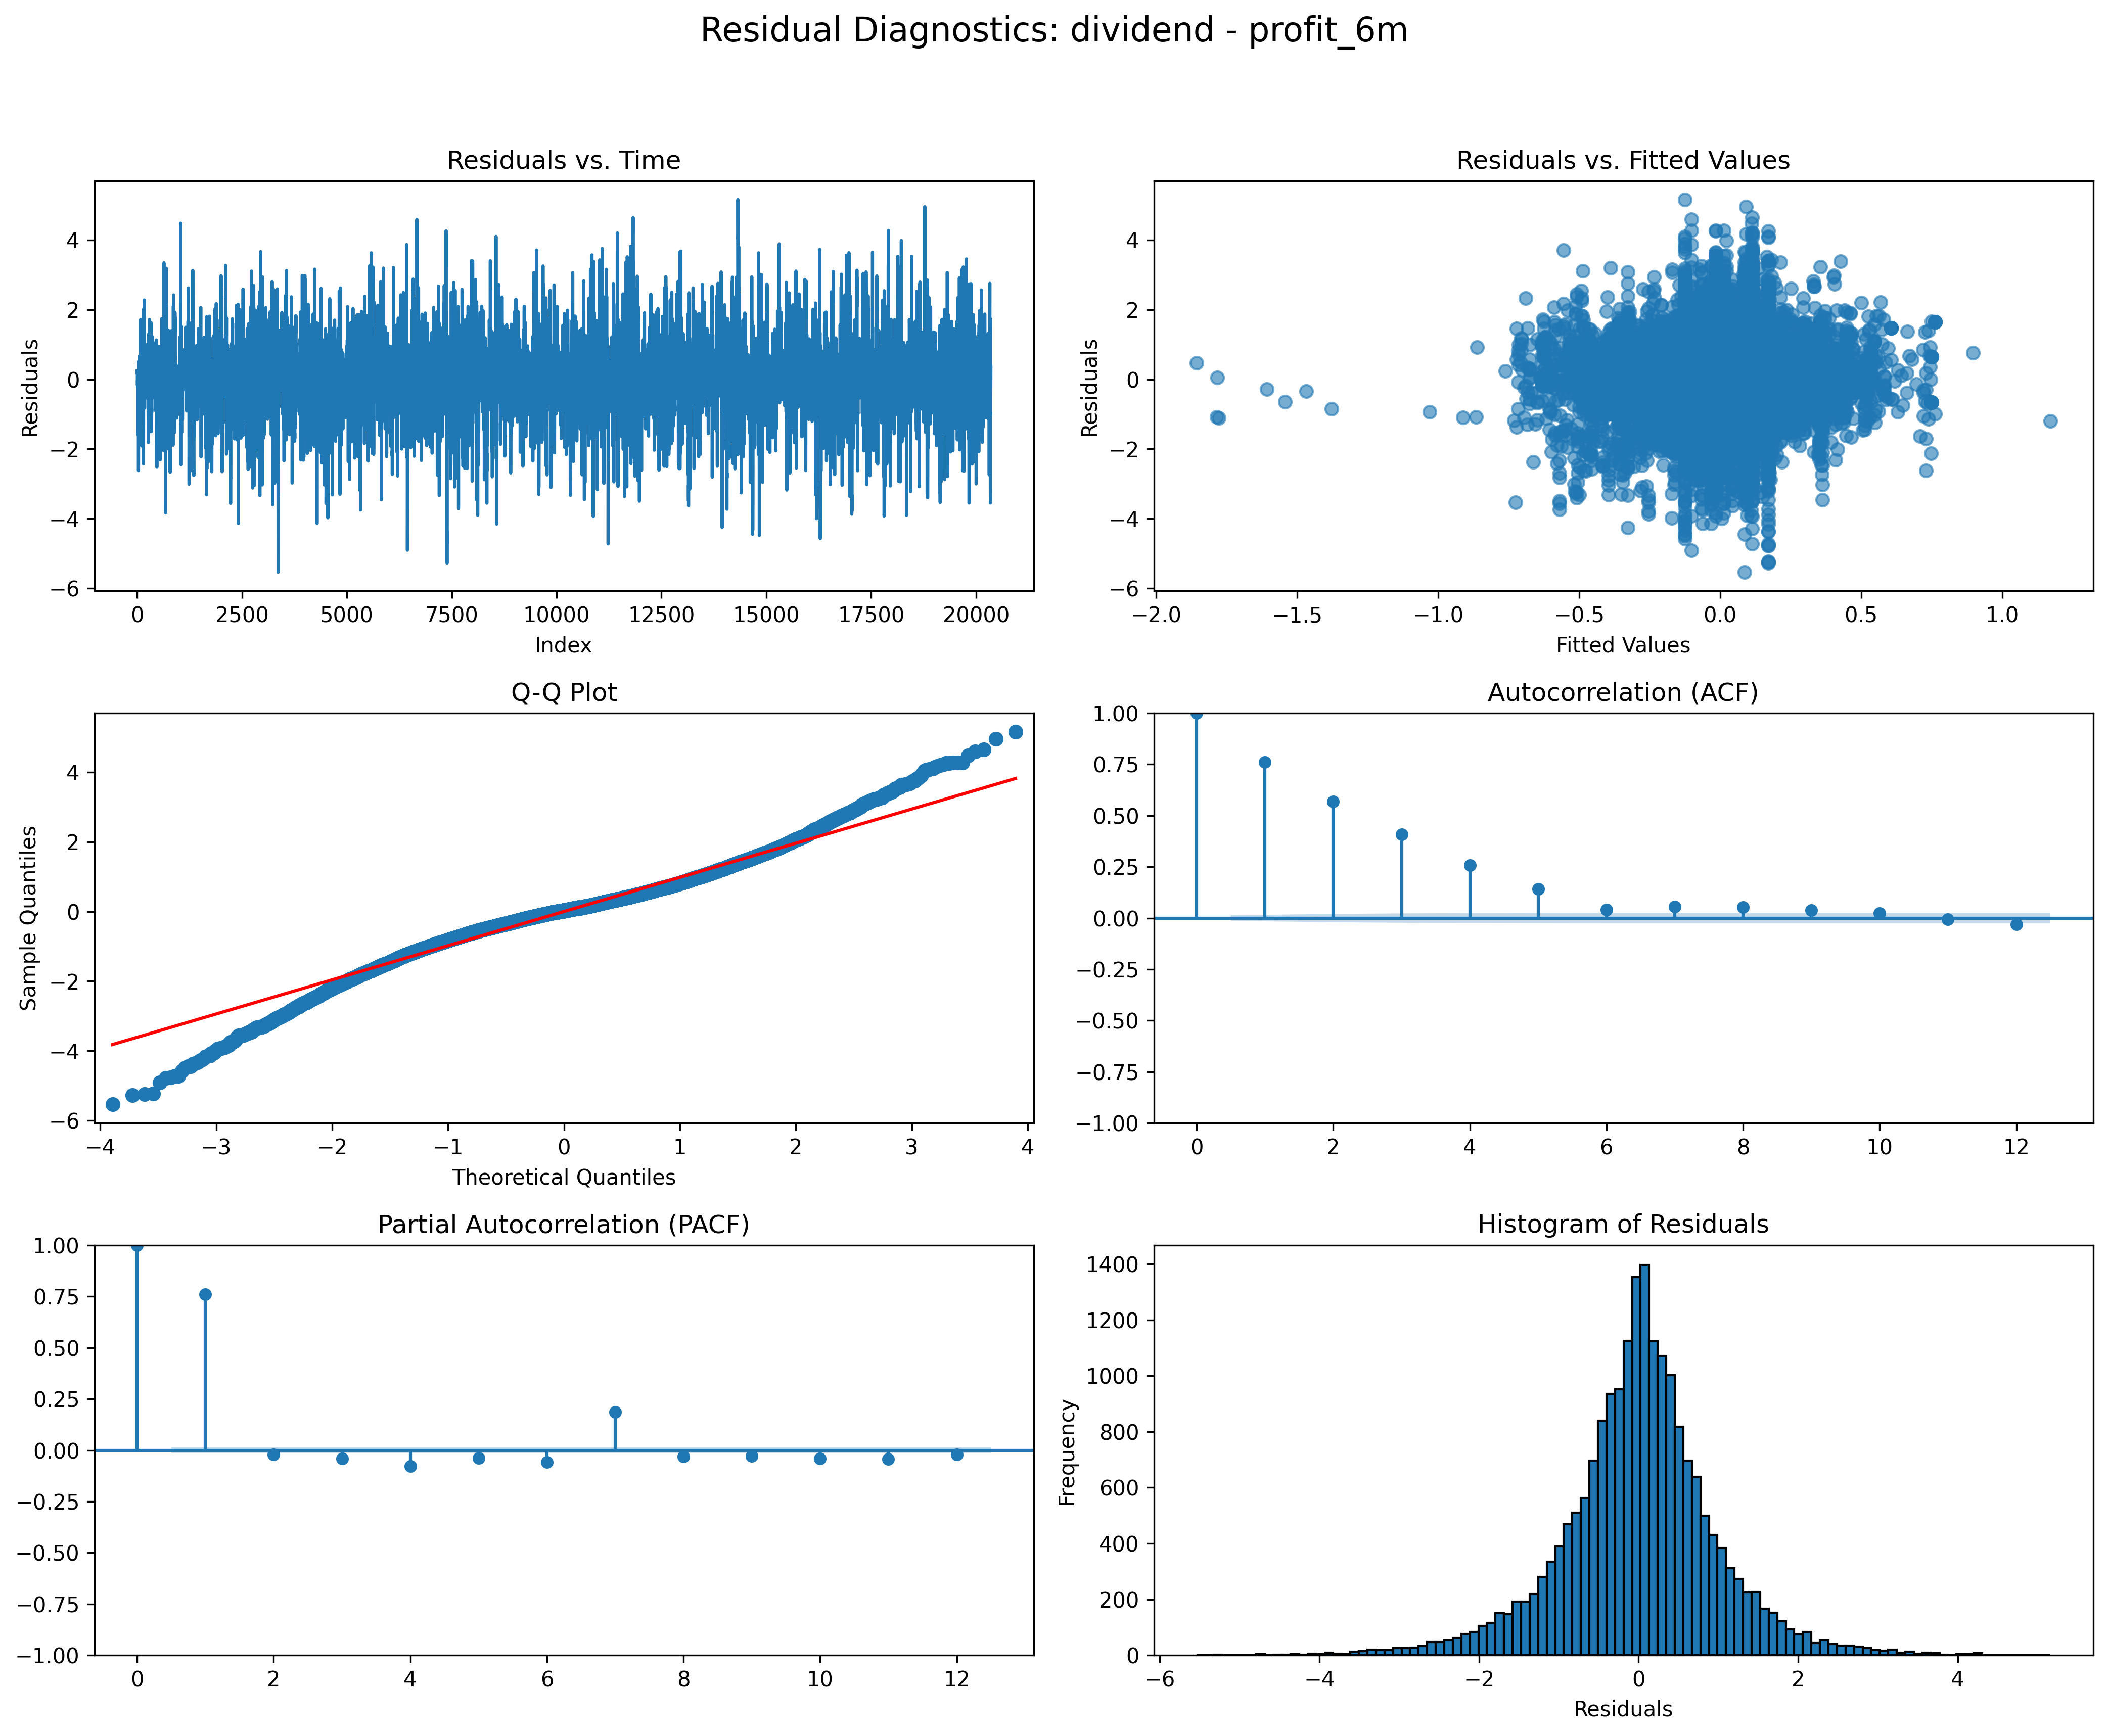 Residual Diagnostics: dividend - profit_6m
Residuals vs. Time
Residuals
4
2
0
−2
−4
−6
0 2500 5000 7500 10000 12500 15000 17500 20000
Index
Residuals vs. Fitted Values
Residuals
4
2
0
−2
−4
−6
−2.0 −1.5 −1.0 −0.5 0.0 0.5 1.0
Fitted Values
Q-Q Plot
Sample Quantiles
4
2
0
−2
−4
−6
−4 −3 −2 −1 0 1 2 3 4
Theoretical Quantiles
Autocorrelation (ACF)
1.00
0.75
0.50
0.25
0.00
−0.25
−0.50
−0.75
−1.00
0 2 4 6 8 10 12
Partial Autocorrelation (PACF)
1.00
0.75
0.50
0.25
0.00
−0.25
−0.50
−0.75
−1.00
0 2 4 6 8 10 12
Histogram of Residuals
Frequency
1400
1200
1000
800
600
400
200
0
−6 −4 −2 0 2 4
Residuals